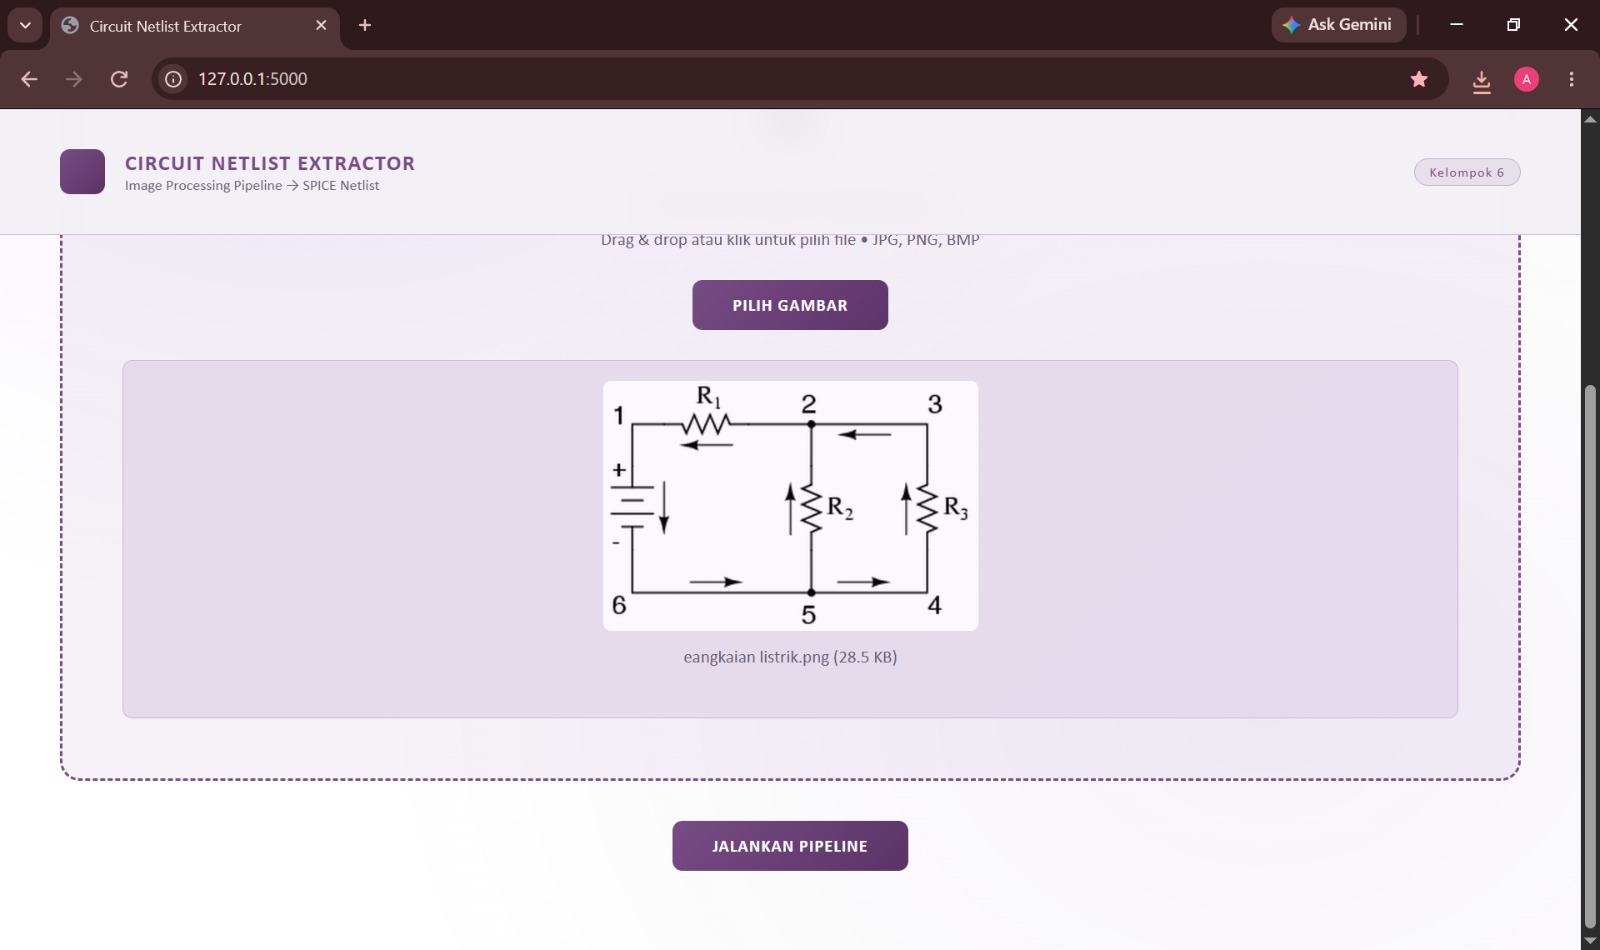 Circuit Netlist Extractor
Ask Gemini
127.0.0.1:5000
A
CIRCUIT NETLIST EXTRACTOR
Image Processing Pipeline → SPICE Netlist
Kelompok 6
Drag & drop atau klik untuk pilih file • JPG, PNG, BMP
PILIH GAMBAR
R1
1
2
3
+
R2
R3
-
6
5
4
eangkaian listrik.png (28.5 KB)
JALANKAN PIPELINE